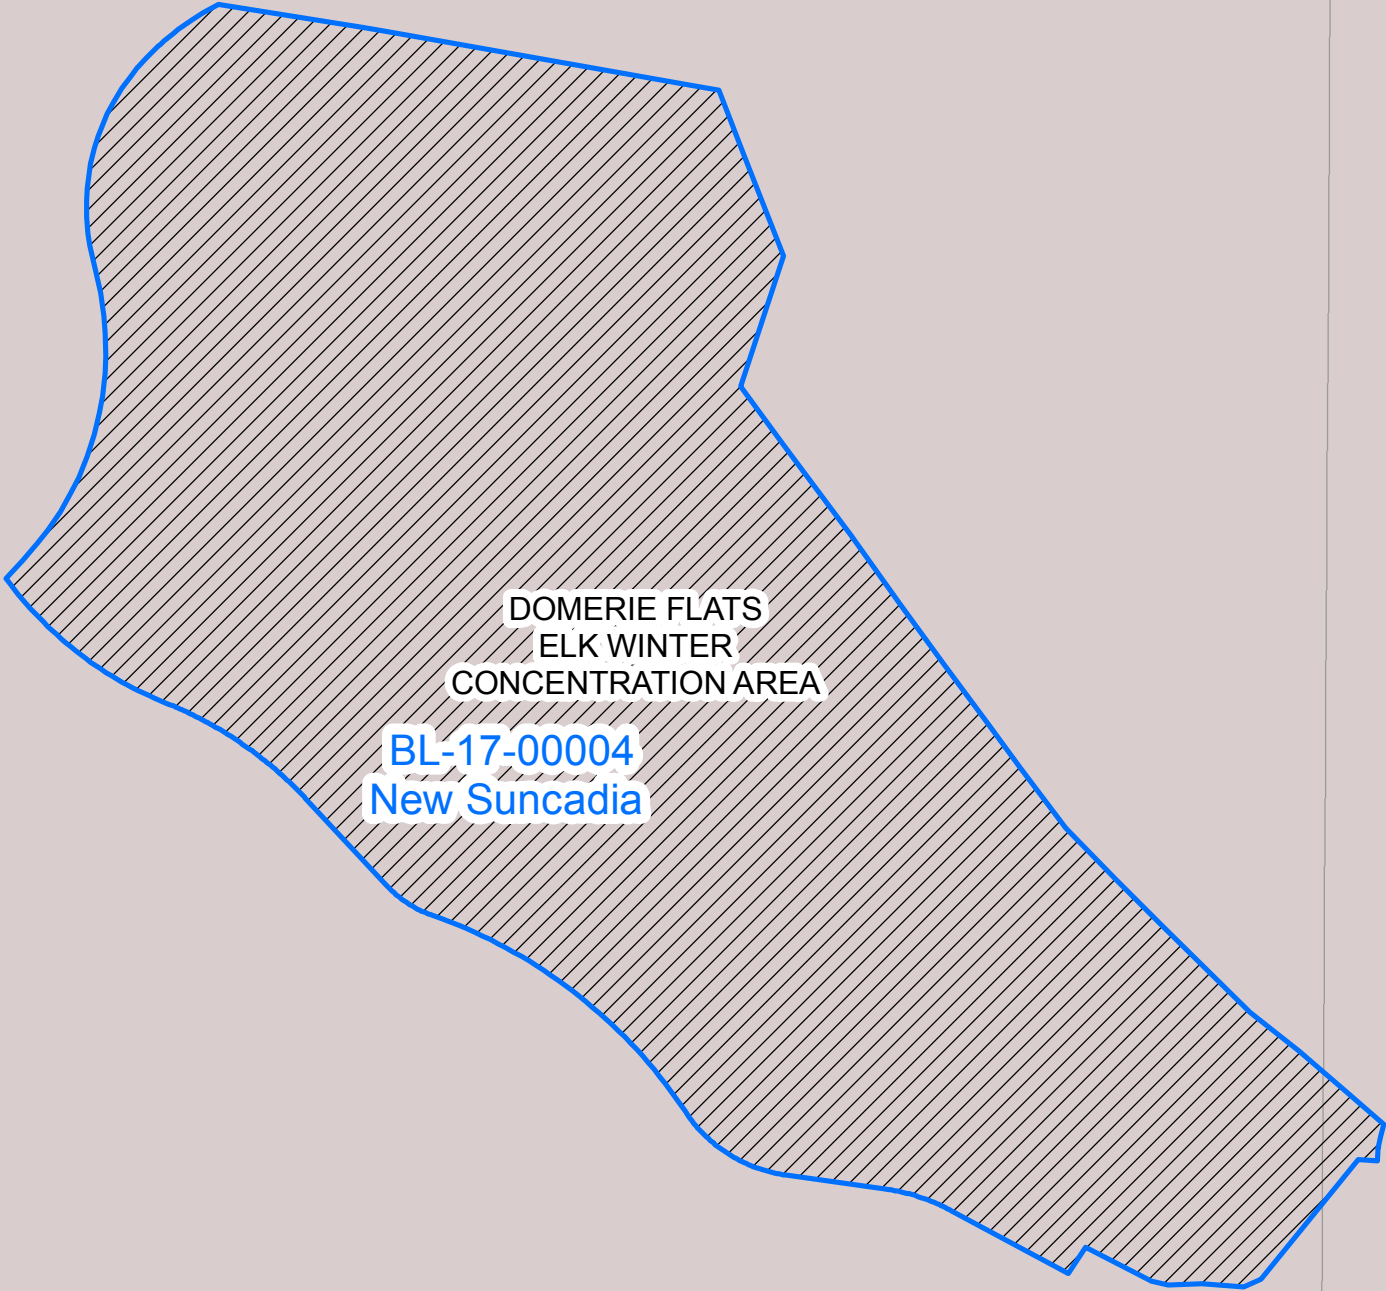 DOMERIE FLATS
ELK WINTER
CONCENTRATION AREA
BL-17-00004
New Suncadia